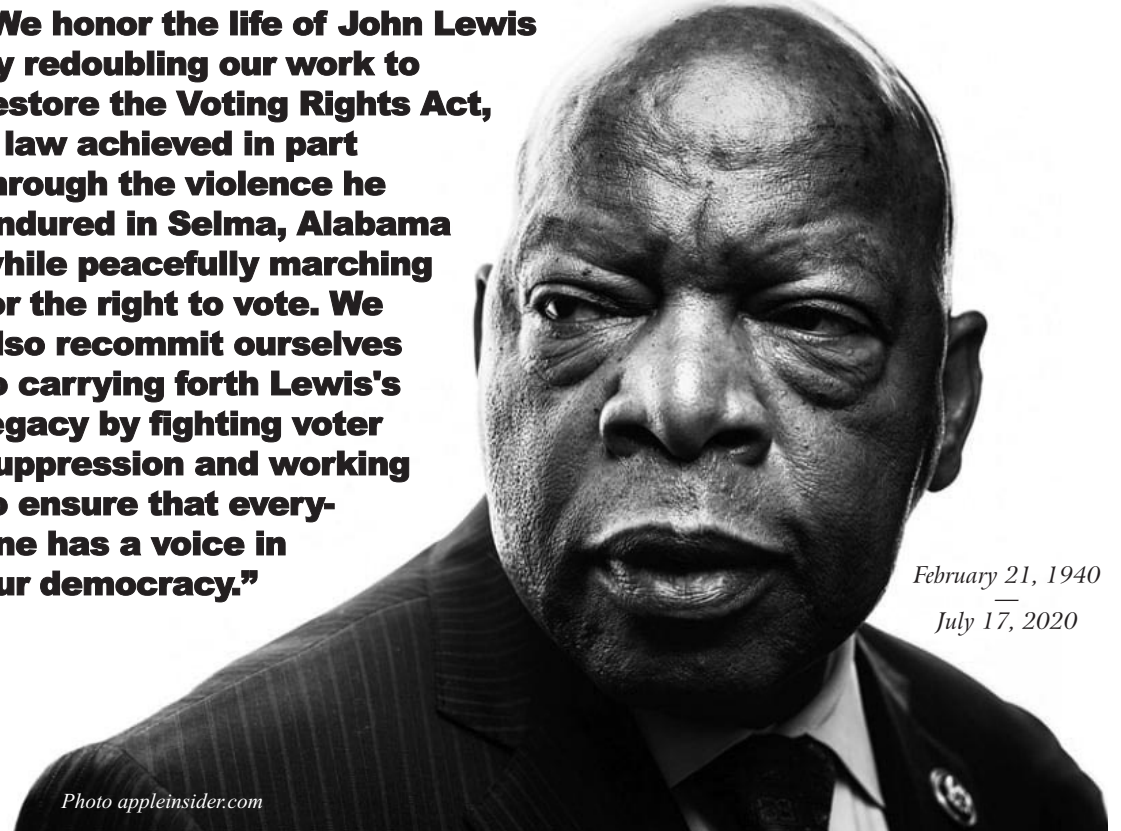 We honor the life of John Lewis
y redoubling our work to
estore the Voting Rights Act,
law achieved in part
hrough the violence he
ndured in Selma, Alabama
while peacefully marching
or the right to vote. We
lso recommit ourselves
o carrying forth Lewis's
egacy by fighting voter
uppression and working
o ensure that every-
ne has a voice in
ur democracy.”
February 21, 1940
—
July 17, 2020
Photo appleinsider.com